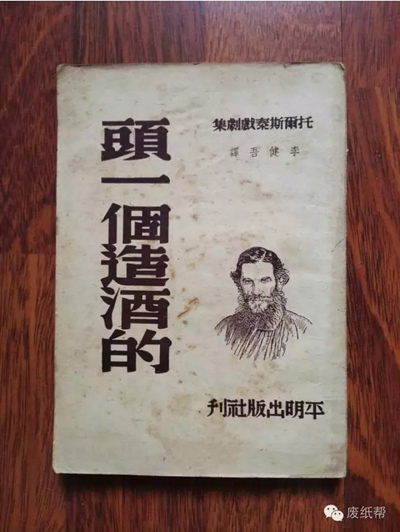 托爾斯泰戲劇集
李健吾譯
頭一個造酒的
平明出版社刊
废纸帮